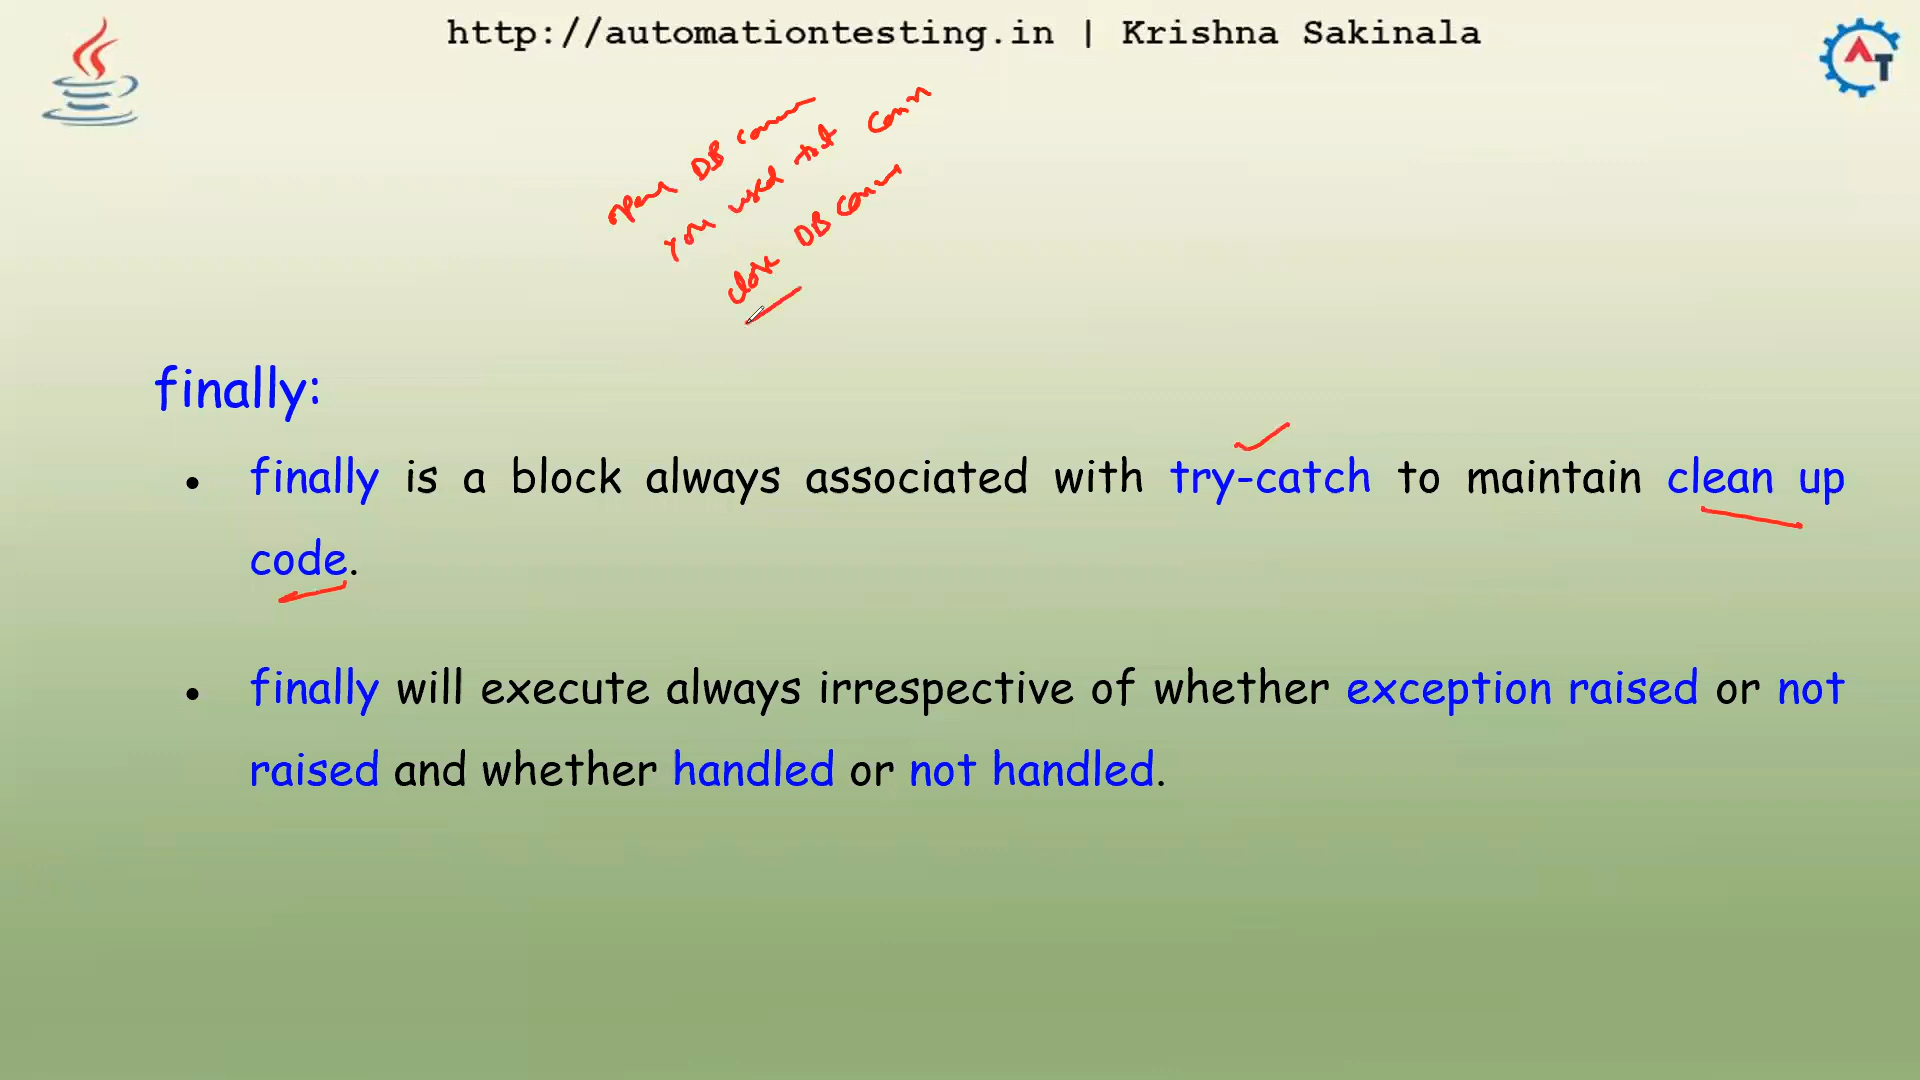 http://automationtesting.in | Krishna Sakinala
AT
open DB conn
you used tht conn
close DB conn
finally:
• finally is a block always associated with try-catch to maintain clean up
code.
• finally will execute always irrespective of whether exception raised or not
raised and whether handled or not handled.